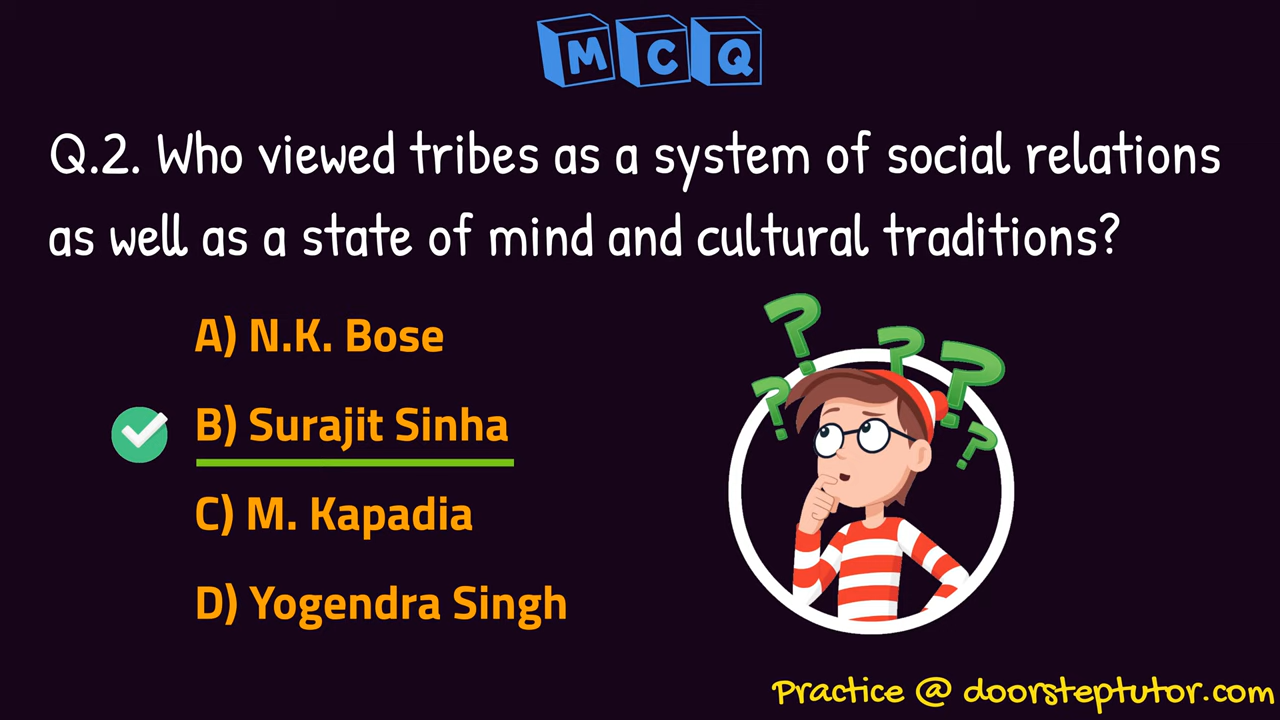 MCQ
Q.2. Who viewed tribes as a system of social relations
as well as a state of mind and cultural traditions?
A) N.K. Bose
B) Surajit Sinha
C) M. Kapadia
D) Yogendra Singh
Practice @ doorsteptutor.com